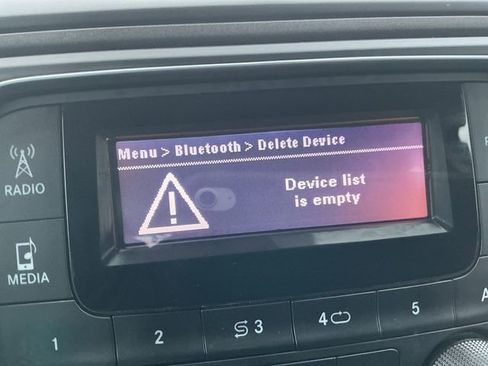 Menu > Bluetooth > Delete Device
Device list
is empty
RADIO
MEDIA
1
2
3
4
5